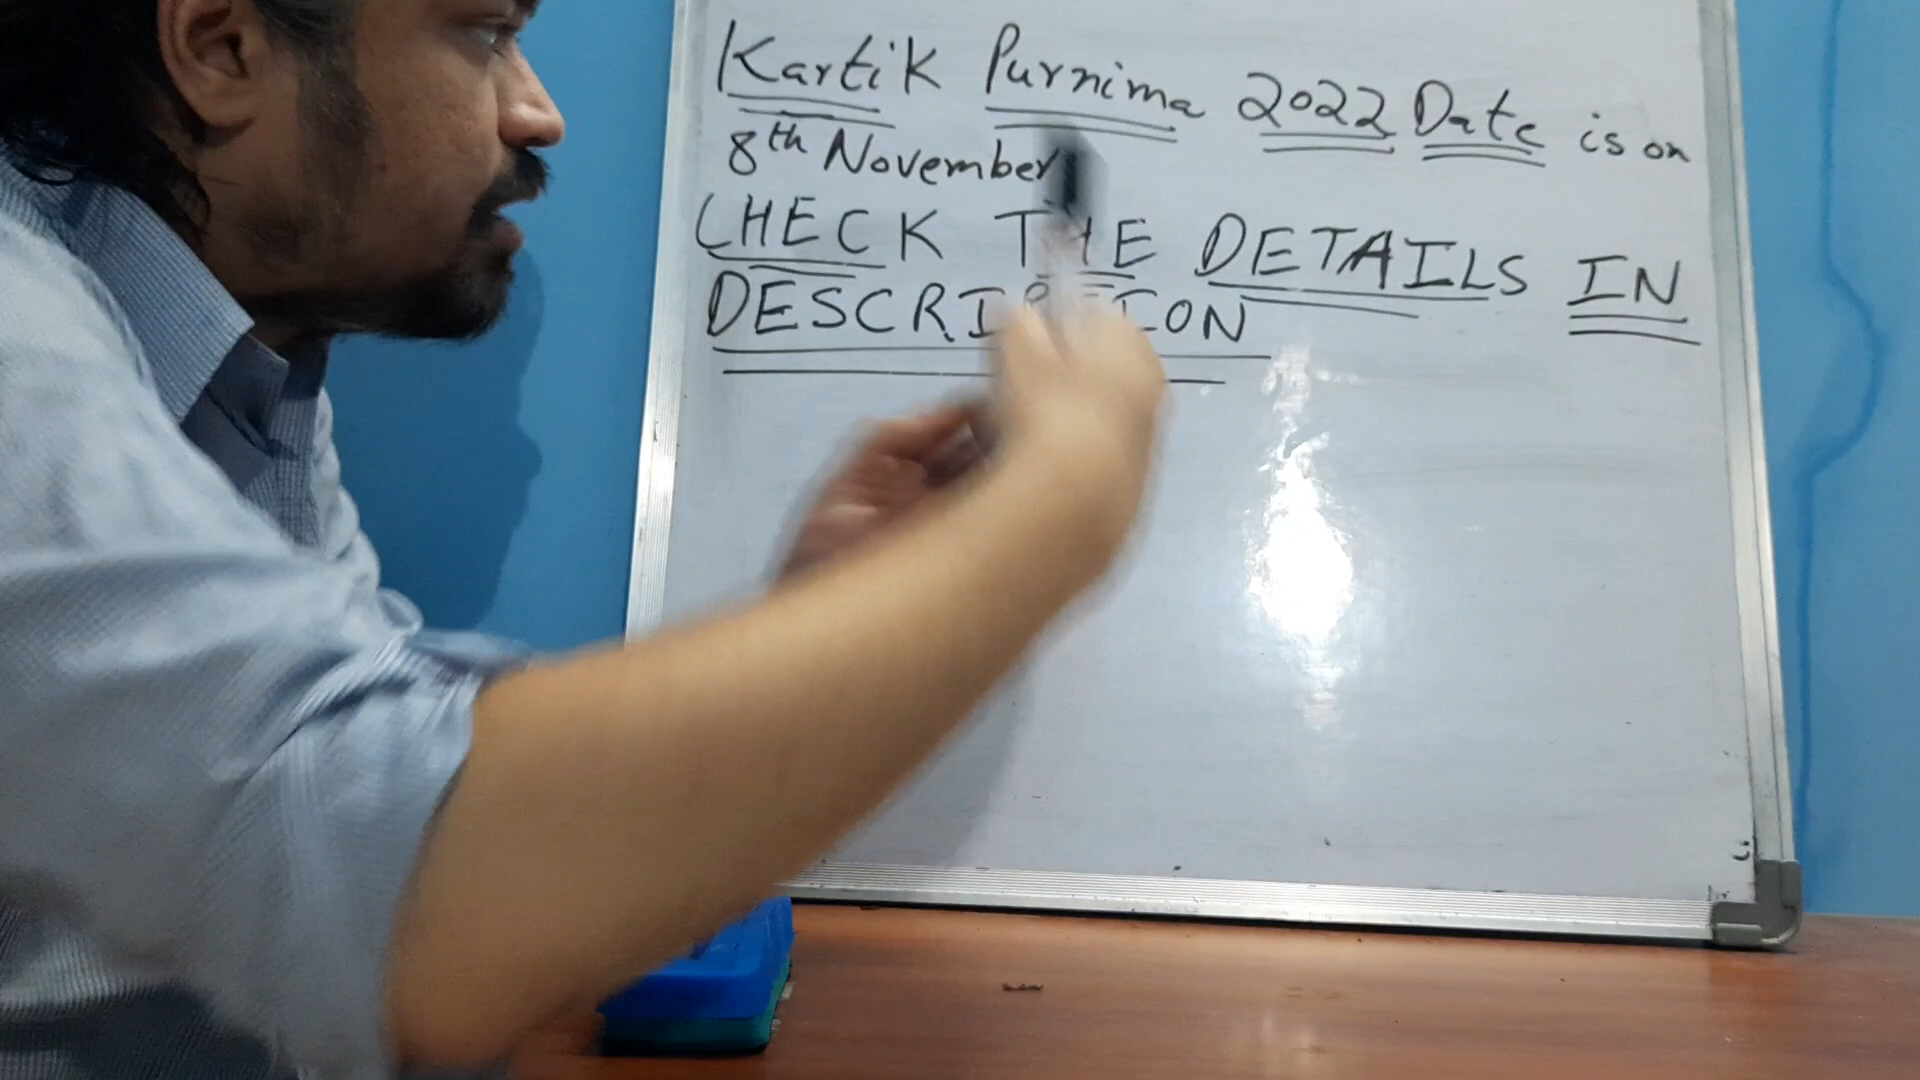 Kartik Purnima 2022 Date is on
8th November
CHECK THE DETAILS IN
DESCRIPTION